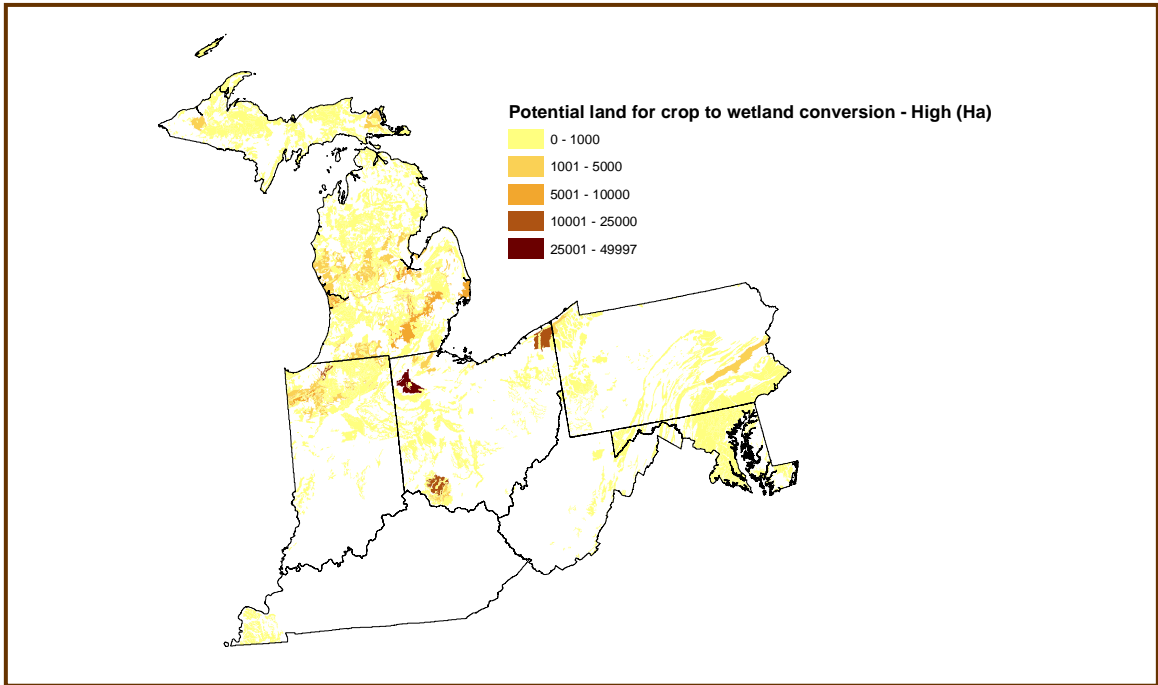 Potential land for crop to wetland conversion - High (Ha)
0 - 1000
1001 - 5000
5001 - 10000
10001 - 25000
25001 - 49997